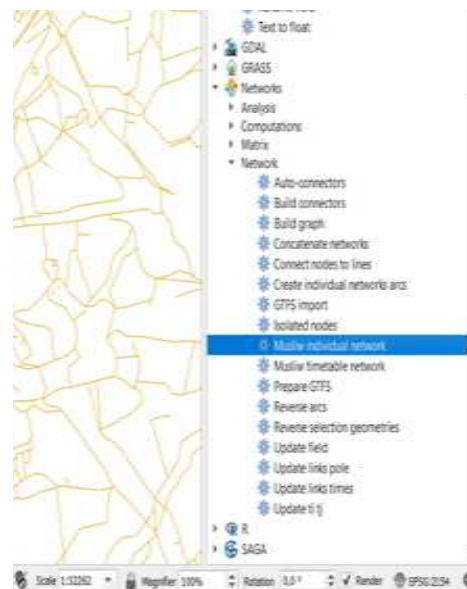 Text to float
GDAL
GRASS
Networks
Analysis
Computations
Matrix
Network
Auto-connectors
Build connectors
Build graph
Concatenate networks
Connect nodes to lines
Create individual networks arcs
GTFS import
Isolated nodes
Musliw individual network
Musliw timetable network
Prepare GTFS
Reverse arcs
Reverse selection geometries
Update field
Update links pole
Update links times
Update ti tj
R
SAGA
Scale 1:32262 Magnifier 100% Rotation 0,0° Render EPSG:2154